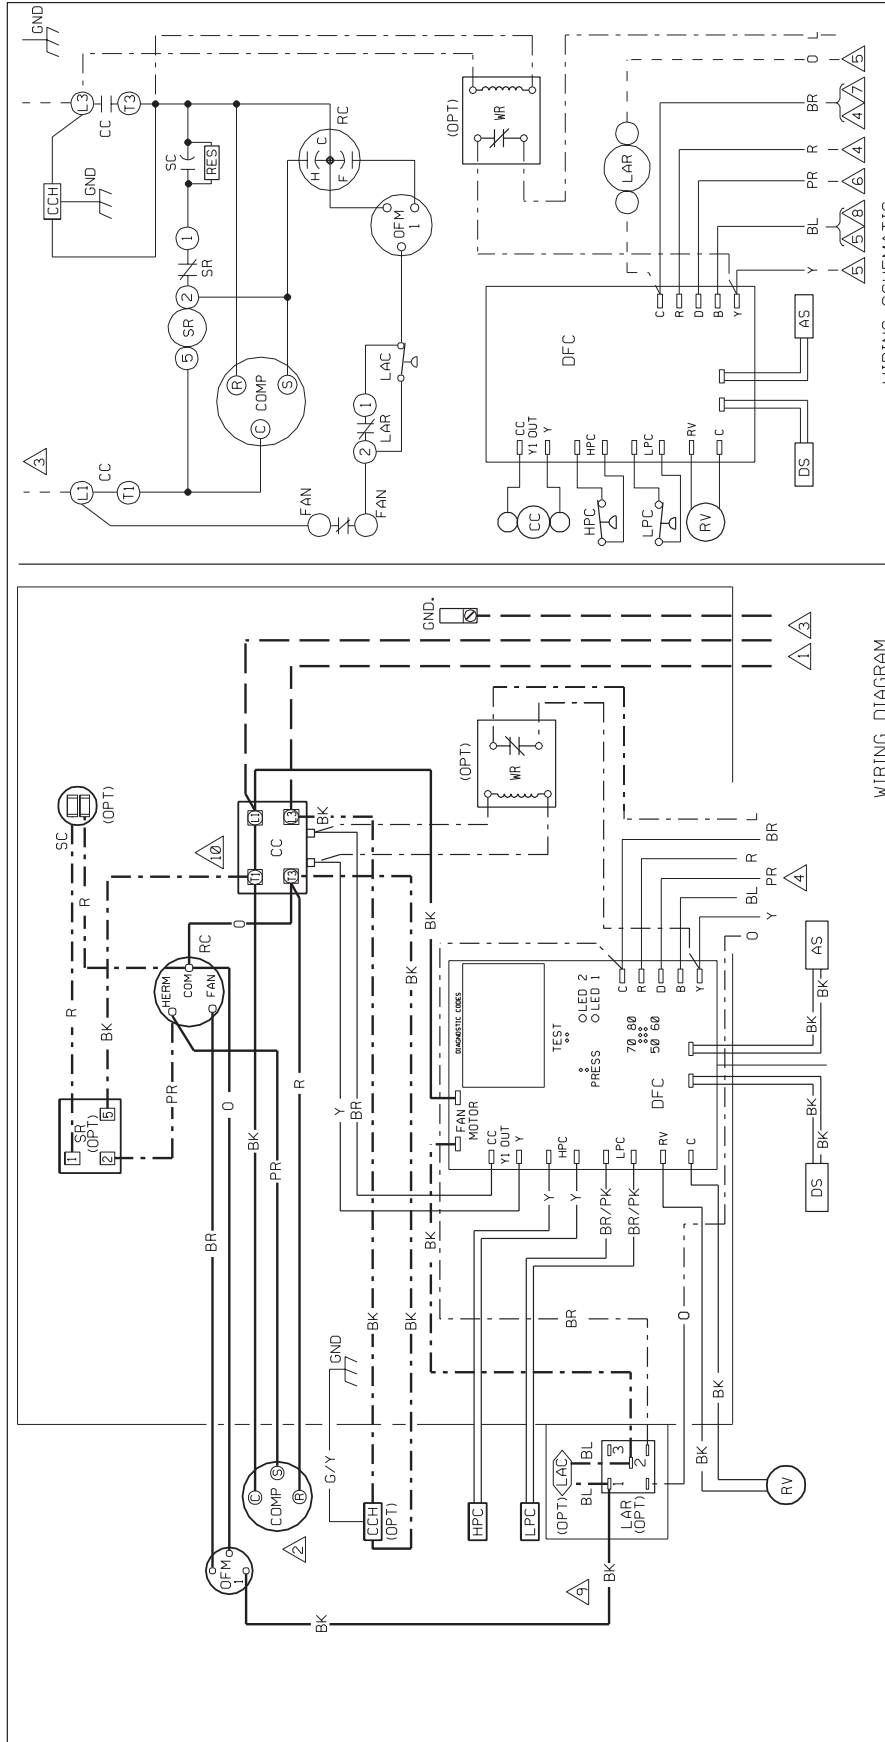 GND
L3
T3
CC
CCH
GND
SC
RES
1
SR
2
SR
5
R
S
COMP
C
H
C
F
RC
OFM
1
(OPT)
WR
LAR
LAC
1
LAR
2
3
L1
CC
T1
FAN
FAN
DFC
C
R
D
B
Y
CC
Y1 OUT
Y
HPC
LPC
RV
C
CC
HPC
LPC
RV
AS
DS
L
O
5
BR
4
7
R
4
PR
6
BL
5
8
Y
5
WIRING SCHEMATIC
GND.
3
1
(OPT)
WR
SC
(OPT)
10
L1
L3
T1
T3
CC
BK
R
R
BK
O
RC
HERM
COM
FAN
PR
1
SR
(OPT)
5
2
BR
O
BK
PR
R
Y
BR
BK
BK
BK
BK
BK
BK
DIAGNOSTIC CODES
TEST
LED 2
LED 1
PRESS
70 80
50 60
DFC
FAN
MOTOR
CC
Y1 OUT
Y
HPC
LPC
RV
C
C
R
D
B
Y
L
BR
R
PR
4
BL
Y
O
AS
BK
BK
BK
BK
DS
Y
Y
BR/PK
BR/PK
BR
O
BK
BK
GND
G/Y
CCH
(OPT)
C
S
R
COMP
2
OFM
1
HPC
LPC
(OPT)
LAC
BL
BL
1
2
3
LAR
(OPT)
BK
9
BK
RV
WIRING DIAGRAM